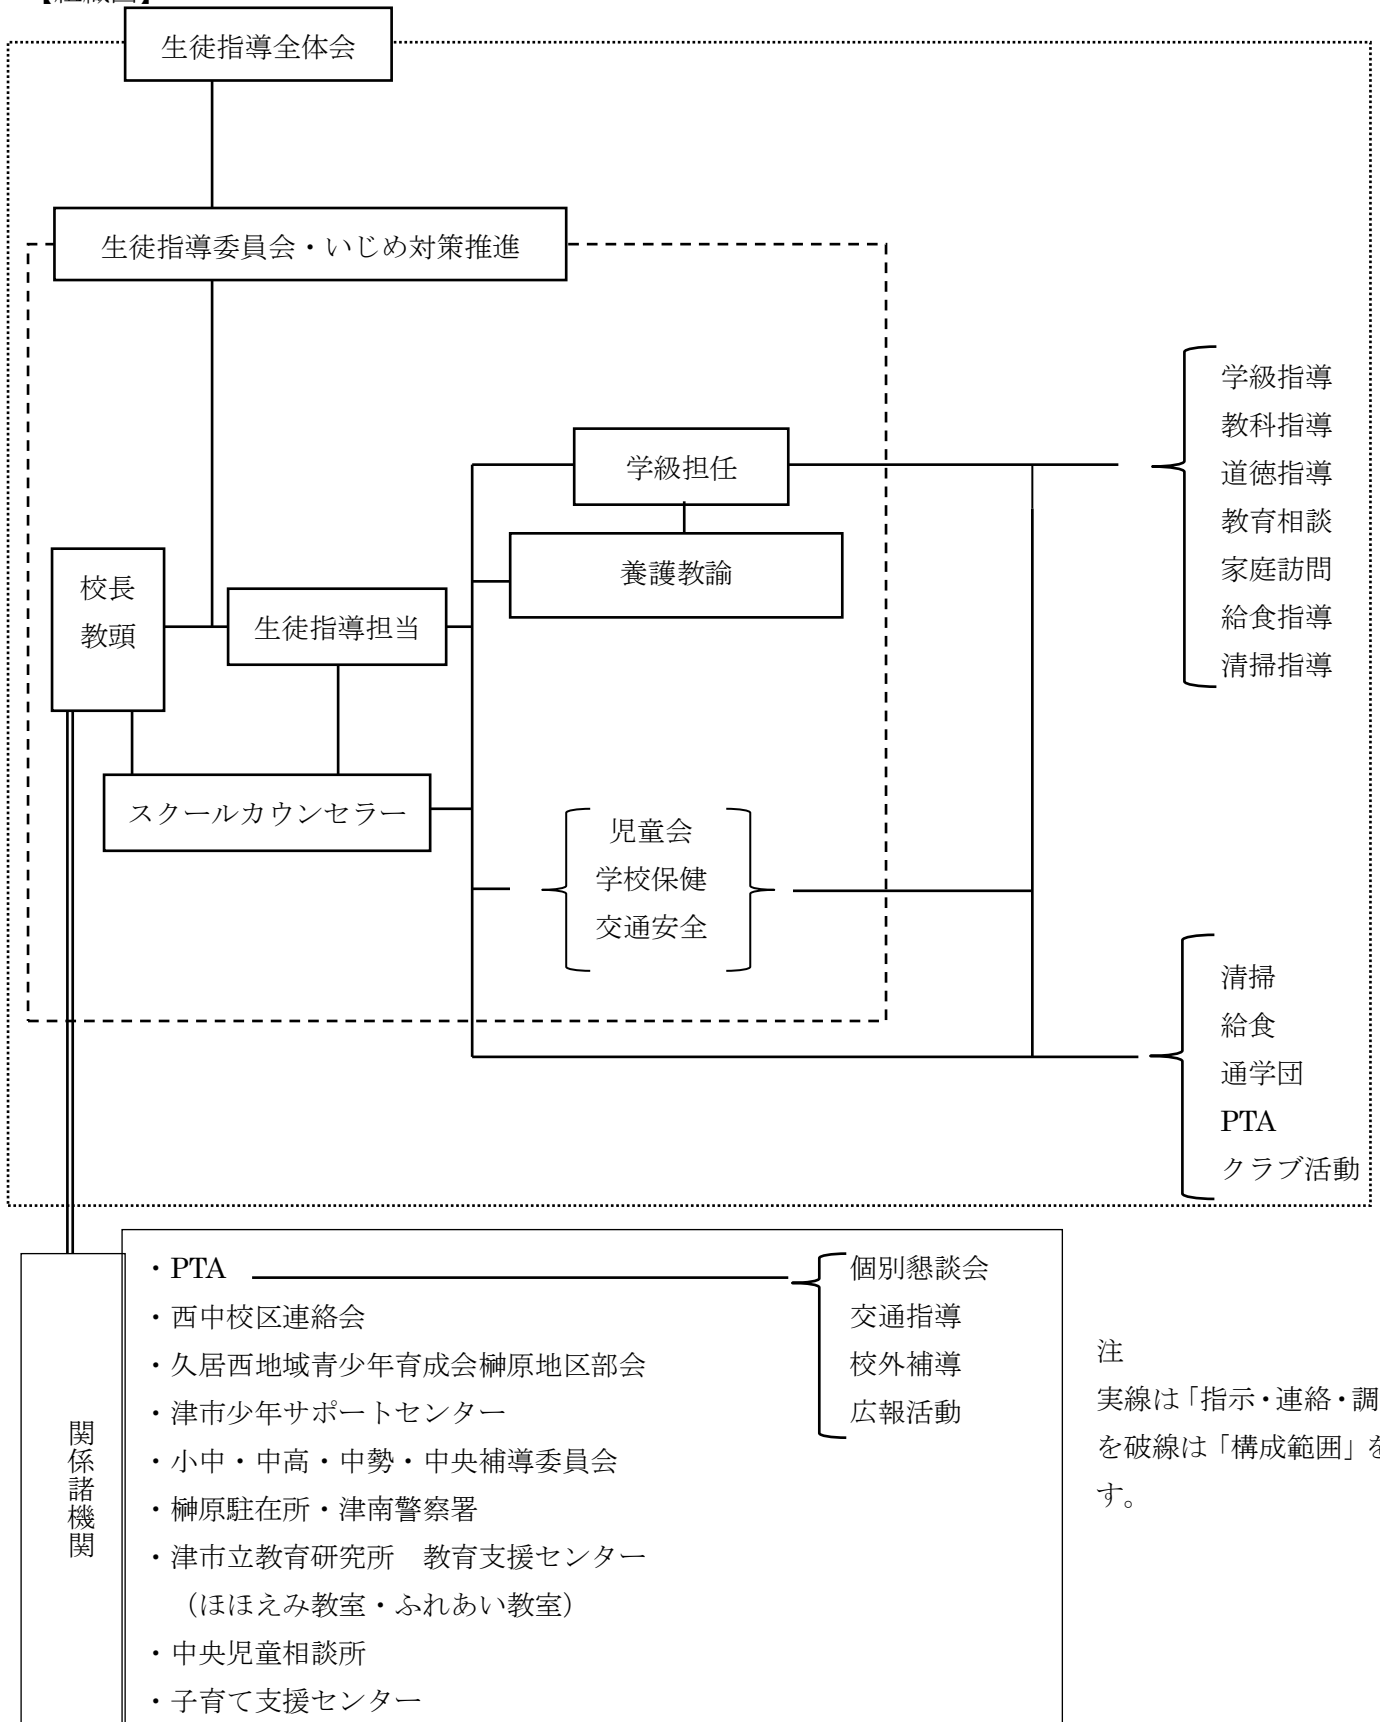 生徒指導全体会
生徒指導委員会・いじめ対策推進
学級指導
教科指導
道徳指導
教育相談
家庭訪問
給食指導
清掃指導
学級担任
養護教諭
校長
教頭
生徒指導担当
スクールカウンセラー
児童会
学校保健
交通安全
清掃
給食
通学団
PTA
クラブ活動
関係諸機関
・PTA
・西中校区連絡会
・久居西地域青少年育成会榊原地区部会
・津市少年サポートセンター
・小中・中高・中勢・中央補導委員会
・榊原駐在所・津南警察署
・津市立教育研究所　教育支援センター
（ほほえみ教室・ふれあい教室）
・中央児童相談所
・子育て支援センター
個別懇談会
交通指導
校外補導
広報活動
注
実線は「指示・連絡・調
を破線は「構成範囲」を
す。